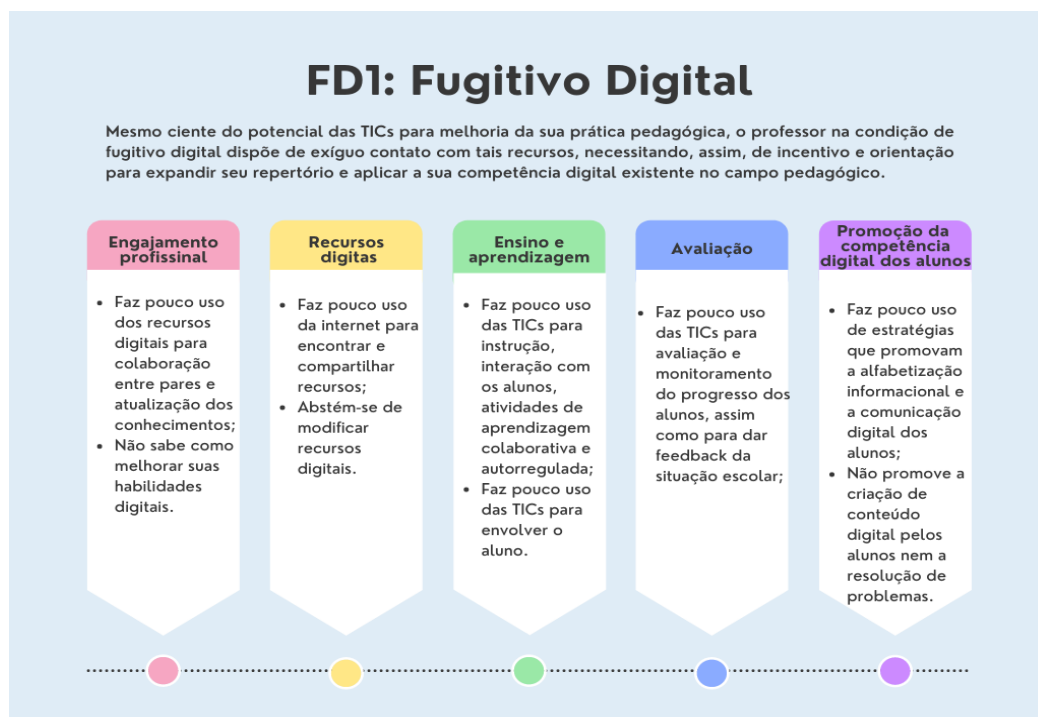 FD1: Fugitivo Digital
Mesmo ciente do potencial das TICs para melhoria da sua prática pedagógica, o professor na condição de
fugitivo digital dispõe de exíguo contato com tais recursos, necessitando, assim, de incentivo e orientação
para expandir seu repertório e aplicar a sua competência digital existente no campo pedagógico.
Engajamento
profissinal
• Faz pouco uso
dos recursos
digitais para
colaboração
entre pares e
atualização dos
conhecimentos;
• Não sabe como
melhorar suas
habilidades
digitais.
Recursos
digitas
• Faz pouco uso
da internet para
encontrar e
compartilhar
recursos;
• Abstém-se de
modificar
recursos
digitais.
Ensino e
aprendizagem
• Faz pouco uso
das TICs para
instrução,
interação com
os alunos,
atividades de
aprendizagem
colaborativa e
autorregulada;
• Faz pouco uso
das TICs para
envolver o
aluno.
Avaliação
• Faz pouco uso
das TICs para
avaliação e
monitoramento
do progresso dos
alunos, assim
como para dar
feedback da
situação escolar;
Promoção da
competência
digital dos alunos
• Faz pouco uso
de estratégias
que promovam
a alfabetização
informacional e
a comunicação
digital dos
alunos;
• Não promove a
criação de
conteúdo
digital pelos
alunos nem a
resolução de
problemas.